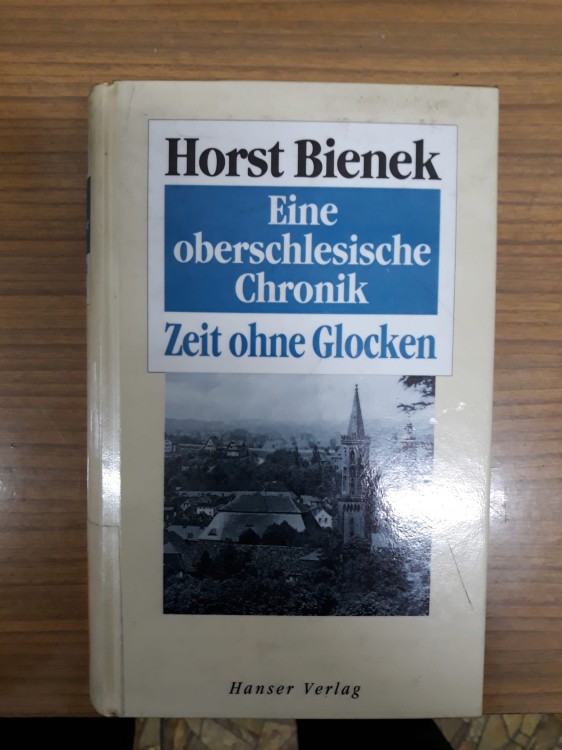 Horst Bienek
Eine
oberschlesische
Chronik
Zeit ohne Glocken
Hanser Verlag